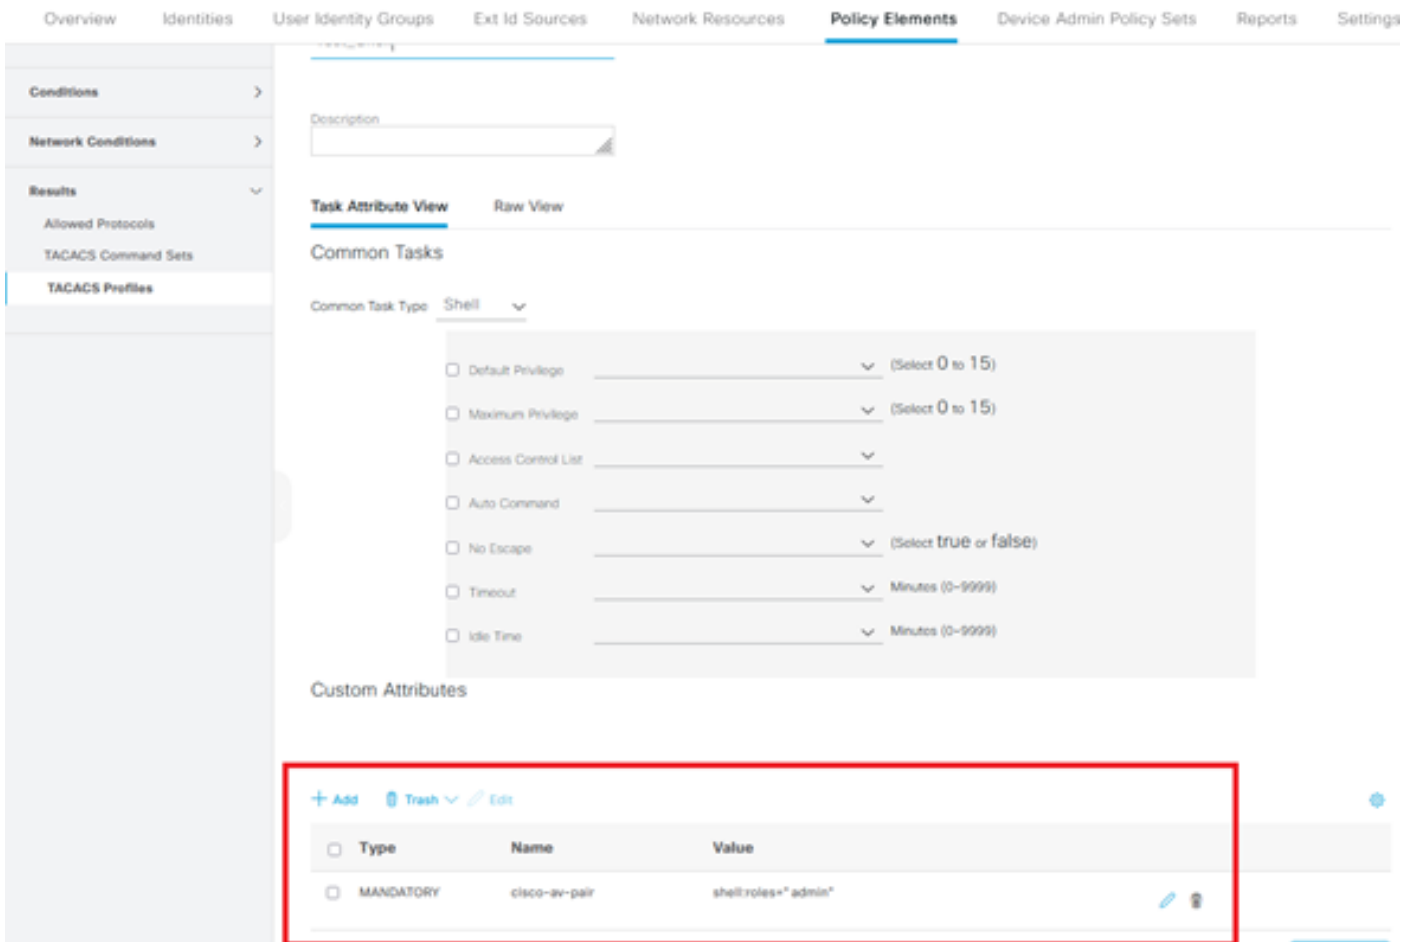 Overview Identities User Identity Groups Ext Id Sources Network Resources Policy Elements Device Admin Policy Sets Reports Settings
Conditions
Network Conditions
Results
Allowed Protocols
TACACS Command Sets
TACACS Profiles
Description
Task Attribute View Raw View
Common Tasks
Common Task Type Shell
Default Privilege (Select 0 to 15)
Maximum Privilege (Select 0 to 15)
Access Control List
Auto Command
No Escape (Select true or false)
Timeout Minutes (0-9999)
Idle Time Minutes (0-9999)
Custom Attributes
Add Trash Edit
Type Name Value
MANDATORY cisco-av-pair shell:roles="admin"